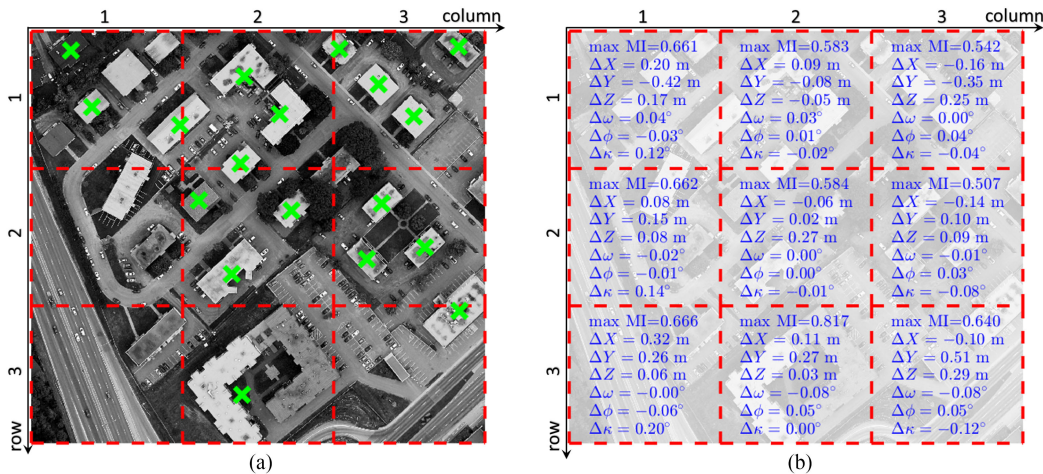 1 2 3 column
1
2
3
row
(a)
1 2 3 column
1
2
3
row
max MI=0.661
ΔX = 0.20 m
ΔY = −0.42 m
ΔZ = 0.17 m
Δω = 0.04°
Δϕ = −0.03°
Δκ = 0.12°
max MI=0.583
ΔX = 0.09 m
ΔY = −0.08 m
ΔZ = −0.05 m
Δω = 0.03°
Δϕ = 0.01°
Δκ = −0.02°
max MI=0.542
ΔX = −0.16 m
ΔY = −0.35 m
ΔZ = 0.25 m
Δω = 0.00°
Δϕ = 0.04°
Δκ = −0.04°
max MI=0.662
ΔX = 0.08 m
ΔY = 0.15 m
ΔZ = 0.08 m
Δω = −0.02°
Δϕ = −0.01°
Δκ = 0.14°
max MI=0.584
ΔX = −0.06 m
ΔY = 0.02 m
ΔZ = 0.27 m
Δω = 0.00°
Δϕ = 0.00°
Δκ = −0.01°
max MI=0.507
ΔX = −0.14 m
ΔY = 0.10 m
ΔZ = 0.09 m
Δω = −0.01°
Δϕ = 0.03°
Δκ = −0.08°
max MI=0.666
ΔX = 0.32 m
ΔY = 0.26 m
ΔZ = 0.06 m
Δω = −0.00°
Δϕ = −0.06°
Δκ = 0.20°
max MI=0.817
ΔX = 0.11 m
ΔY = 0.27 m
ΔZ = 0.03 m
Δω = −0.08°
Δϕ = 0.05°
Δκ = 0.00°
max MI=0.640
ΔX = −0.10 m
ΔY = 0.51 m
ΔZ = 0.29 m
Δω = −0.08°
Δϕ = 0.05°
Δκ = −0.12°
(b)